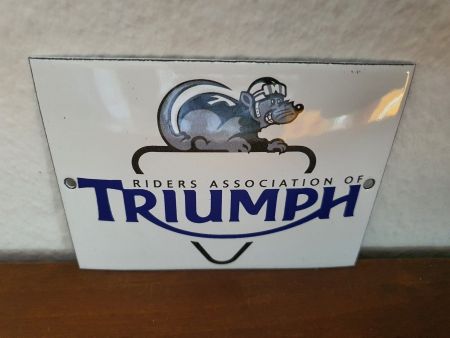 RIDERS ASSOCIATION OF
TRIUMPH